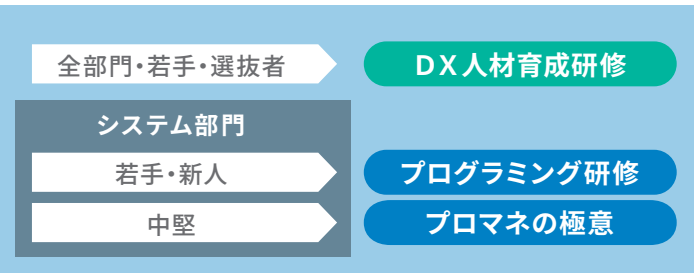 全部門・若手・選抜者
DX人材育成研修
システム部門
若手・新人
プログラミング研修
中堅
プロマネの極意